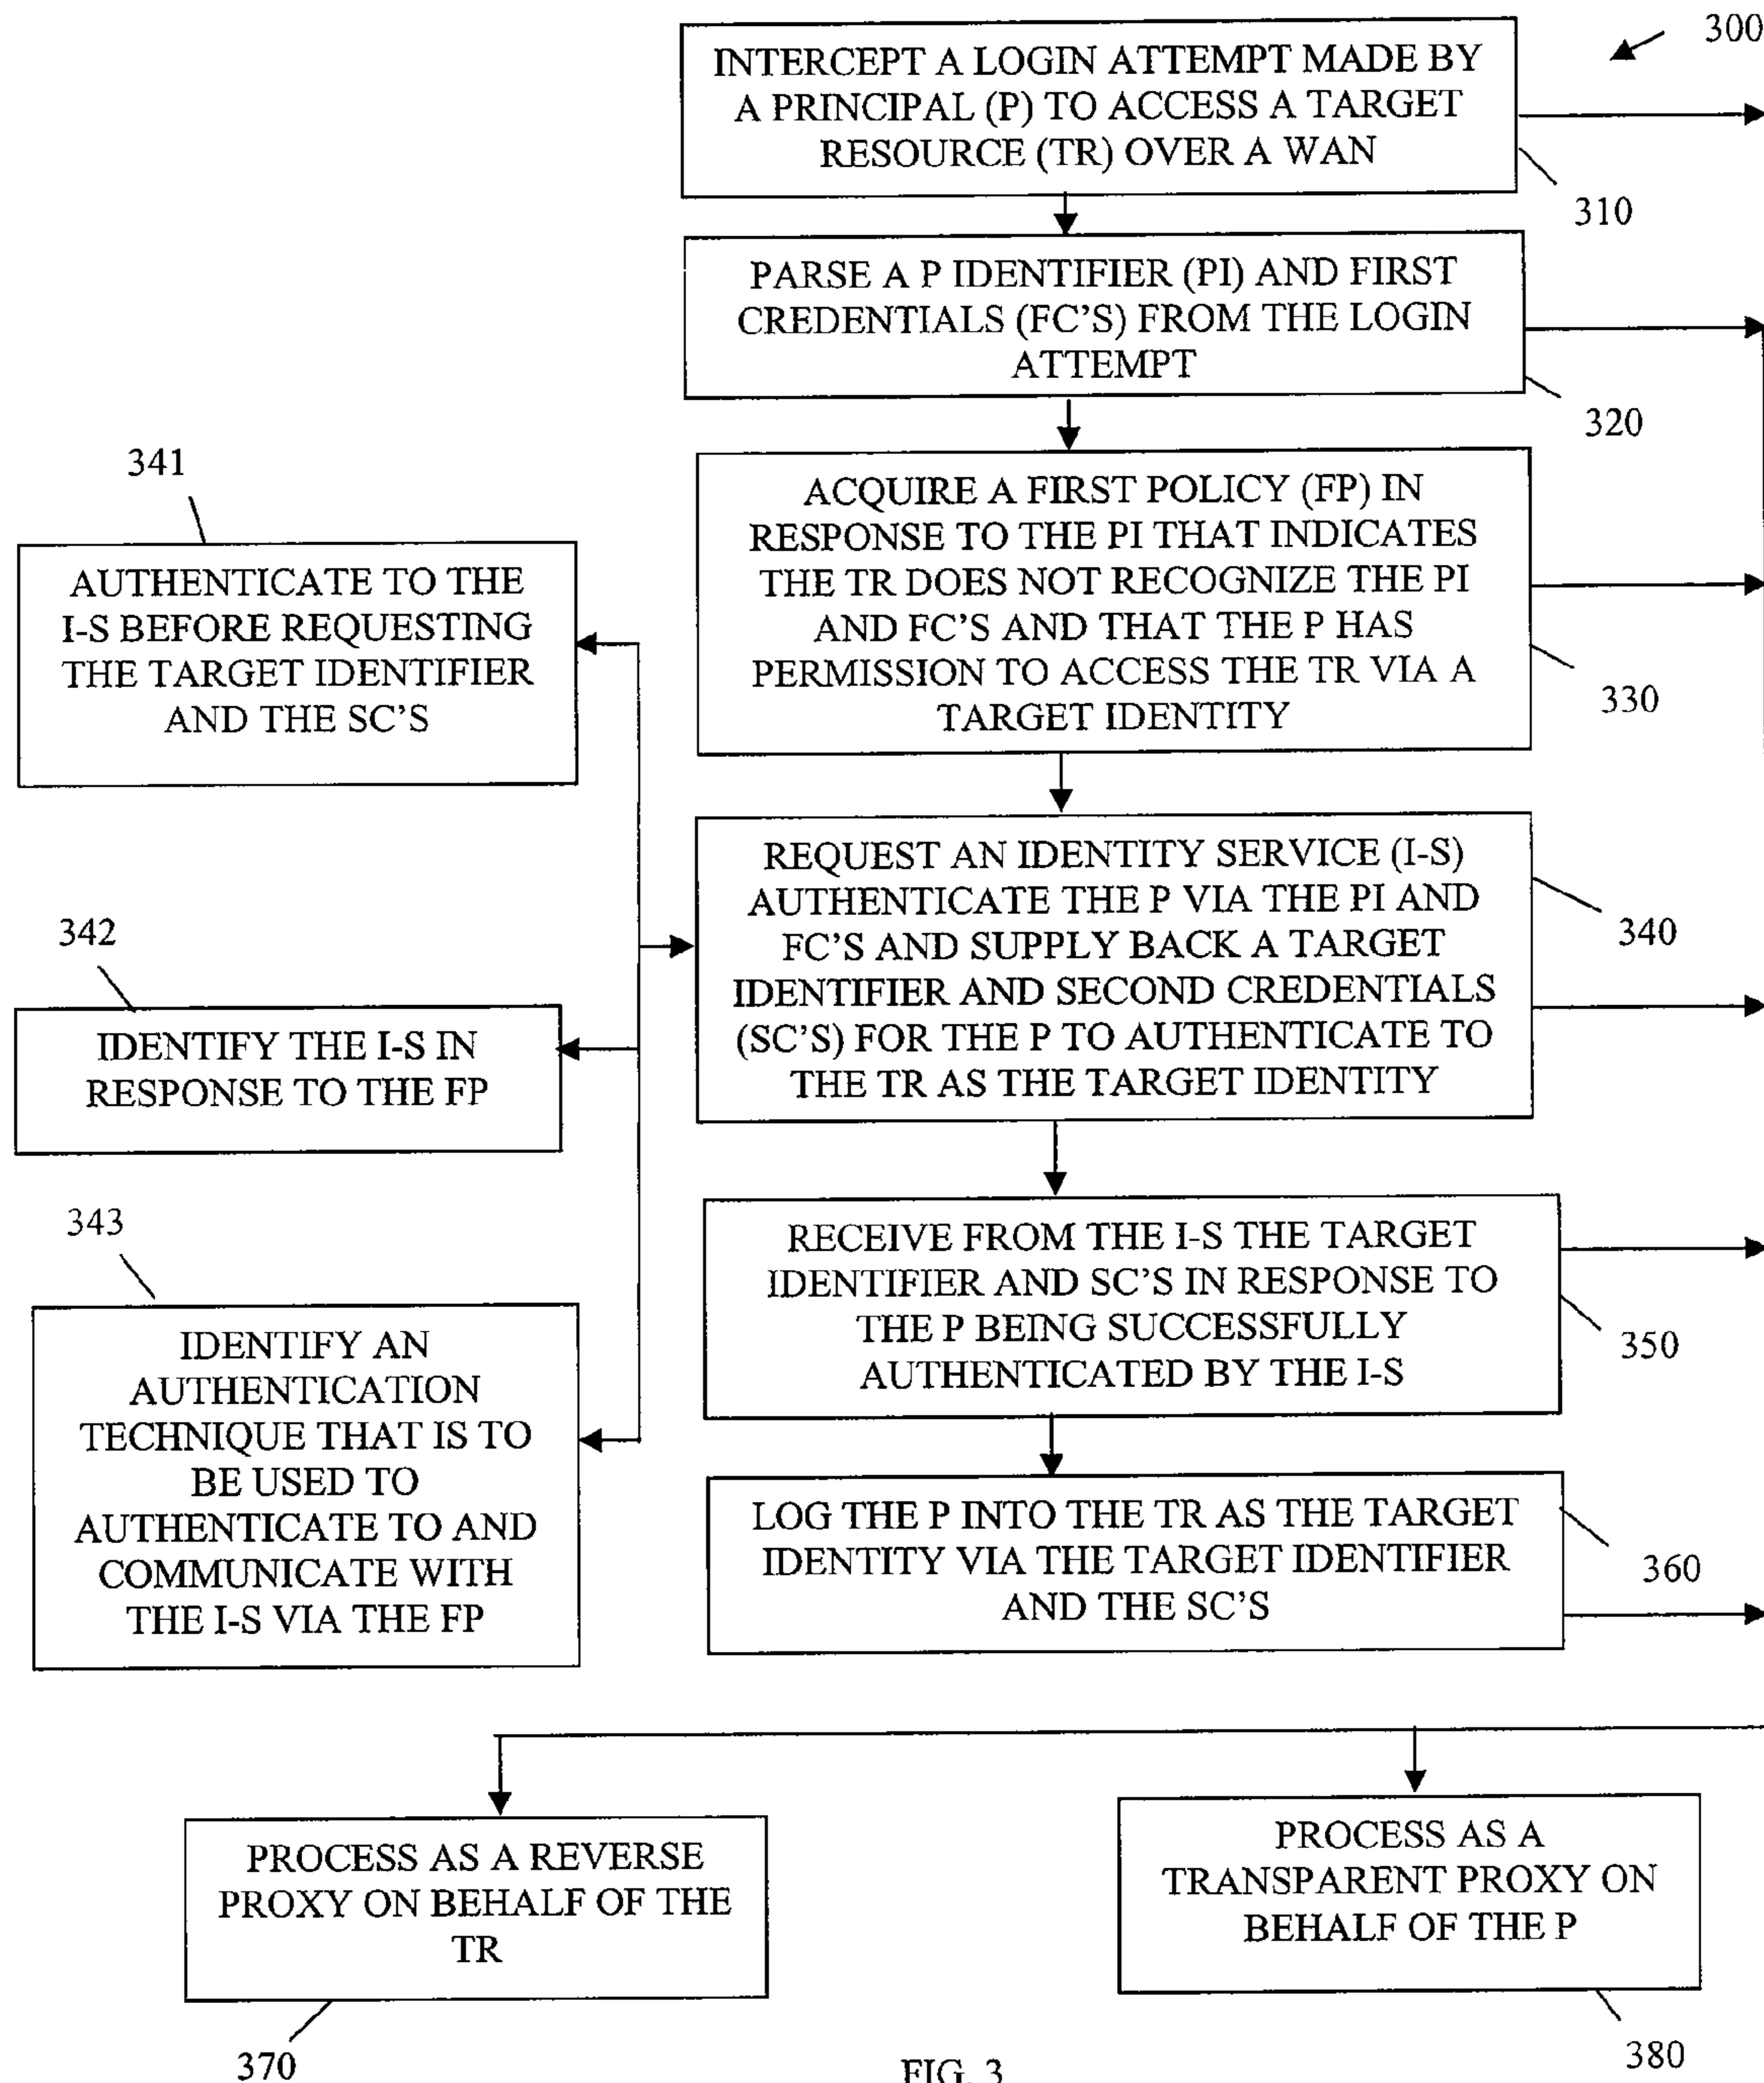 300
INTERCEPT A LOGIN ATTEMPT MADE BY
A PRINCIPAL (P) TO ACCESS A TARGET
RESOURCE (TR) OVER A WAN
310
PARSE A P IDENTIFIER (PI) AND FIRST
CREDENTIALS (FC'S) FROM THE LOGIN
ATTEMPT
320
ACQUIRE A FIRST POLICY (FP) IN
RESPONSE TO THE PI THAT INDICATES
THE TR DOES NOT RECOGNIZE THE PI
AND FC'S AND THAT THE P HAS
PERMISSION TO ACCESS THE TR VIA A
TARGET IDENTITY
330
341
AUTHENTICATE TO THE
I-S BEFORE REQUESTING
THE TARGET IDENTIFIER
AND THE SC'S
REQUEST AN IDENTITY SERVICE (I-S)
AUTHENTICATE THE P VIA THE PI AND
FC'S AND SUPPLY BACK A TARGET
IDENTIFIER AND SECOND CREDENTIALS
(SC'S) FOR THE P TO AUTHENTICATE TO
THE TR AS THE TARGET IDENTITY
340
342
IDENTIFY THE I-S IN
RESPONSE TO THE FP
343
IDENTIFY AN
AUTHENTICATION
TECHNIQUE THAT IS TO
BE USED TO
AUTHENTICATE TO AND
COMMUNICATE WITH
THE I-S VIA THE FP
RECEIVE FROM THE I-S THE TARGET
IDENTIFIER AND SC'S IN RESPONSE TO
THE P BEING SUCCESSFULLY
AUTHENTICATED BY THE I-S
350
LOG THE P INTO THE TR AS THE TARGET
IDENTITY VIA THE TARGET IDENTIFIER
AND THE SC'S
360
PROCESS AS A REVERSE
PROXY ON BEHALF OF THE
TR
370
PROCESS AS A
TRANSPARENT PROXY ON
BEHALF OF THE P
380
FIG. 3